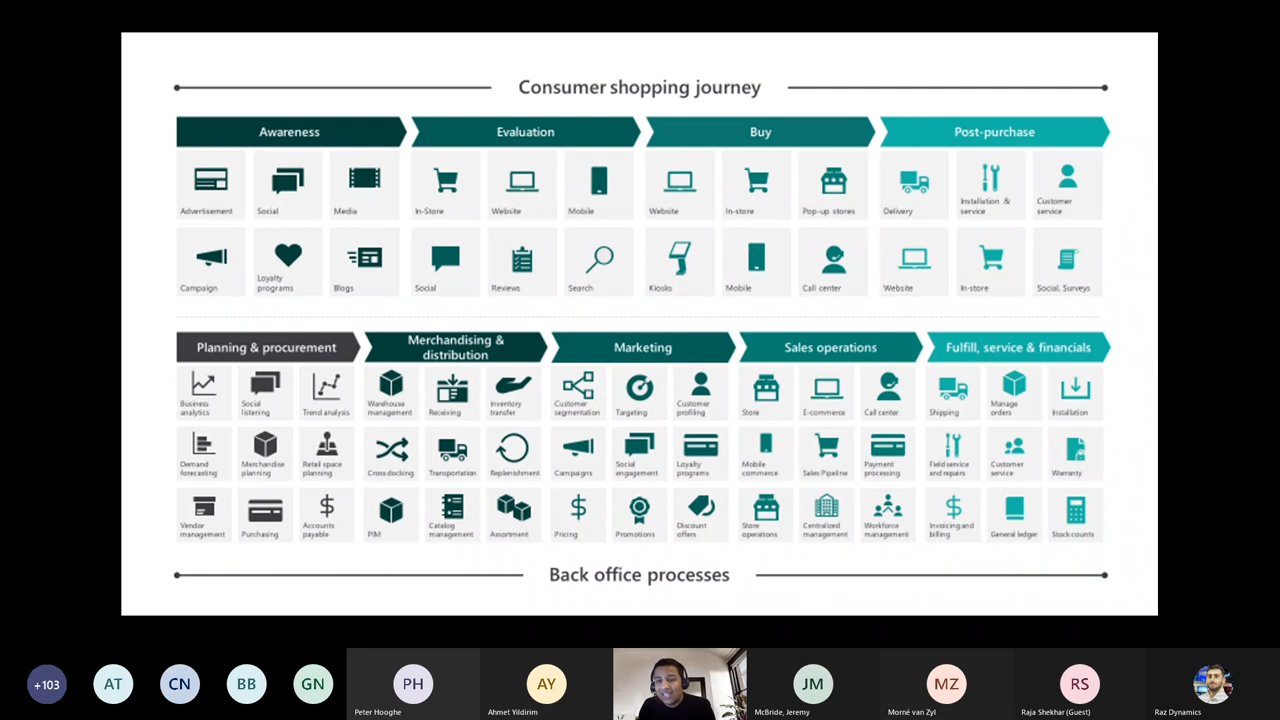 Consumer shopping journey
Awareness
Evaluation
Buy
Post-purchase
Advertisement
Social
Media
In-Store
Website
Mobile
Website
In-store
Pop-up stores
Delivery
Installation &
service
Customer
service
Campaign
Loyalty
programs
Blogs
Social
Reviews
Search
Kiosks
Mobile
Call center
Website
In-store
Social, Surveys
Planning & procurement
Merchandising &
distribution
Marketing
Sales operations
Fulfill, service & financials
Business
analytics
Social
listening
Trend analysis
Warehouse
management
Receiving
Inventory
transfer
Customer
segmentation
Targeting
Customer
profiling
Store
E-commerce
Call center
Shipping
Manage
orders
Installation
Demand
forecasting
Merchandise
planning
Retail space
planning
Cross docking
Transportation
Replenishment
Campaigns
Social
engagement
Loyalty
programs
Mobile
commerce
Sales Pipeline
Payment
processing
Field service
and repairs
Customer
service
Warranty
Vendor
management
Purchasing
Accounts
payable
PIM
Catalog
management
Assortment
Pricing
Promotions
Discount
offers
Store
operations
Centralized
management
Workforce
management
Invoicing and
billing
General ledger
Stock counts
Back office processes
+103
AT
CN
BB
GN
PH
Peter Hooghe
AY
Ahmet Yildirim
JM
McBride, Jeremy
MZ
Morné van Zyl
RS
Raja Shekhar (Guest)
Raz Dynamics